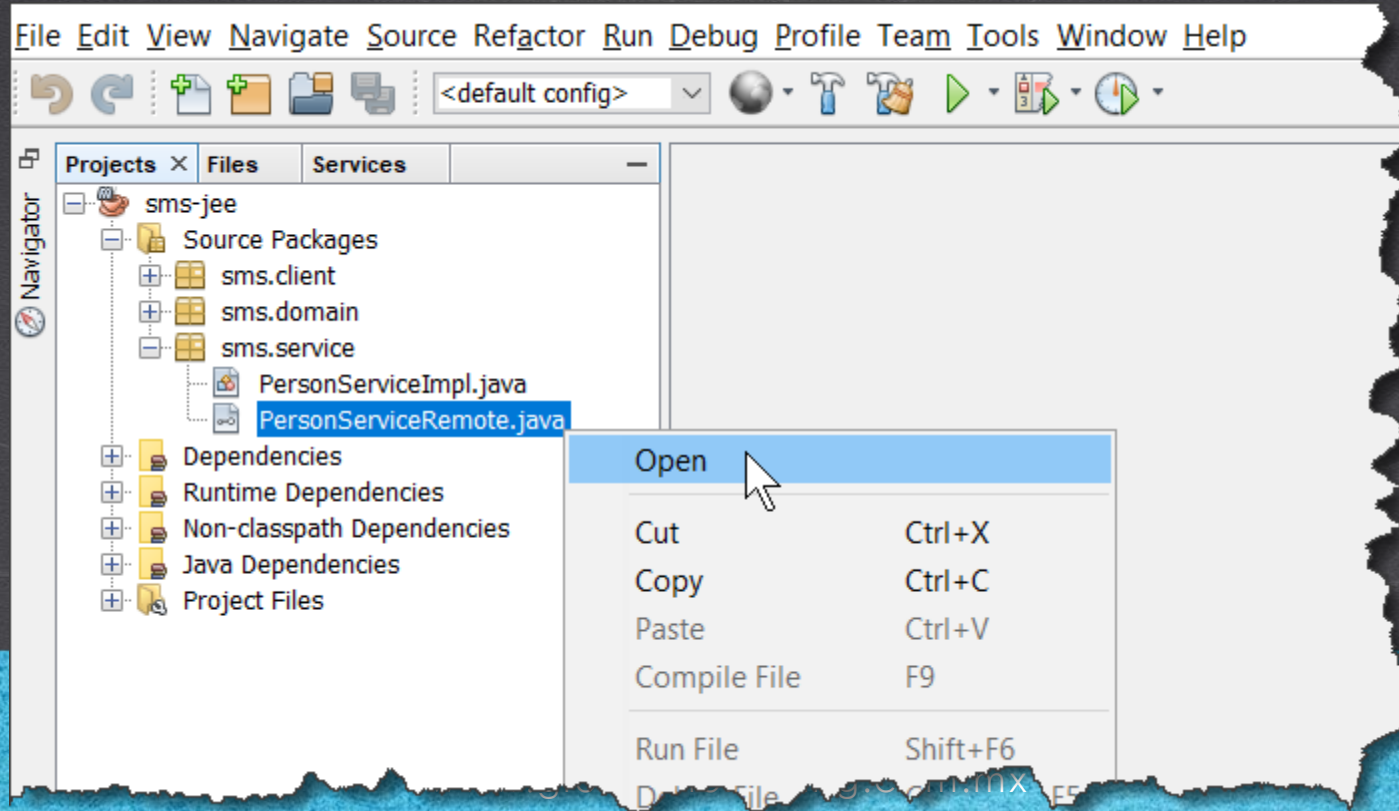 File Edit View Navigate Source Refactor Run Debug Profile Team Tools Window Help
<default config>
Projects × Files Services
Navigator
sms-jee
Source Packages
sms.client
sms.domain
sms.service
PersonServiceImpl.java
PersonServiceRemote.java
Dependencies
Runtime Dependencies
Non-classpath Dependencies
Java Dependencies
Project Files
Open
Cut Ctrl+X
Copy Ctrl+C
Paste Ctrl+V
Compile File F9
Run File Shift+F6
File